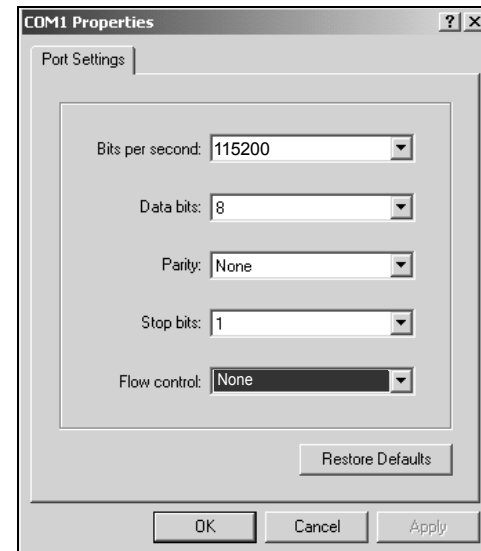 COM1 Properties ? X
Port Settings
Bits per second: 115200
Data bits: 8
Parity: None
Stop bits: 1
Flow control: None
Restore Defaults
OK Cancel Apply